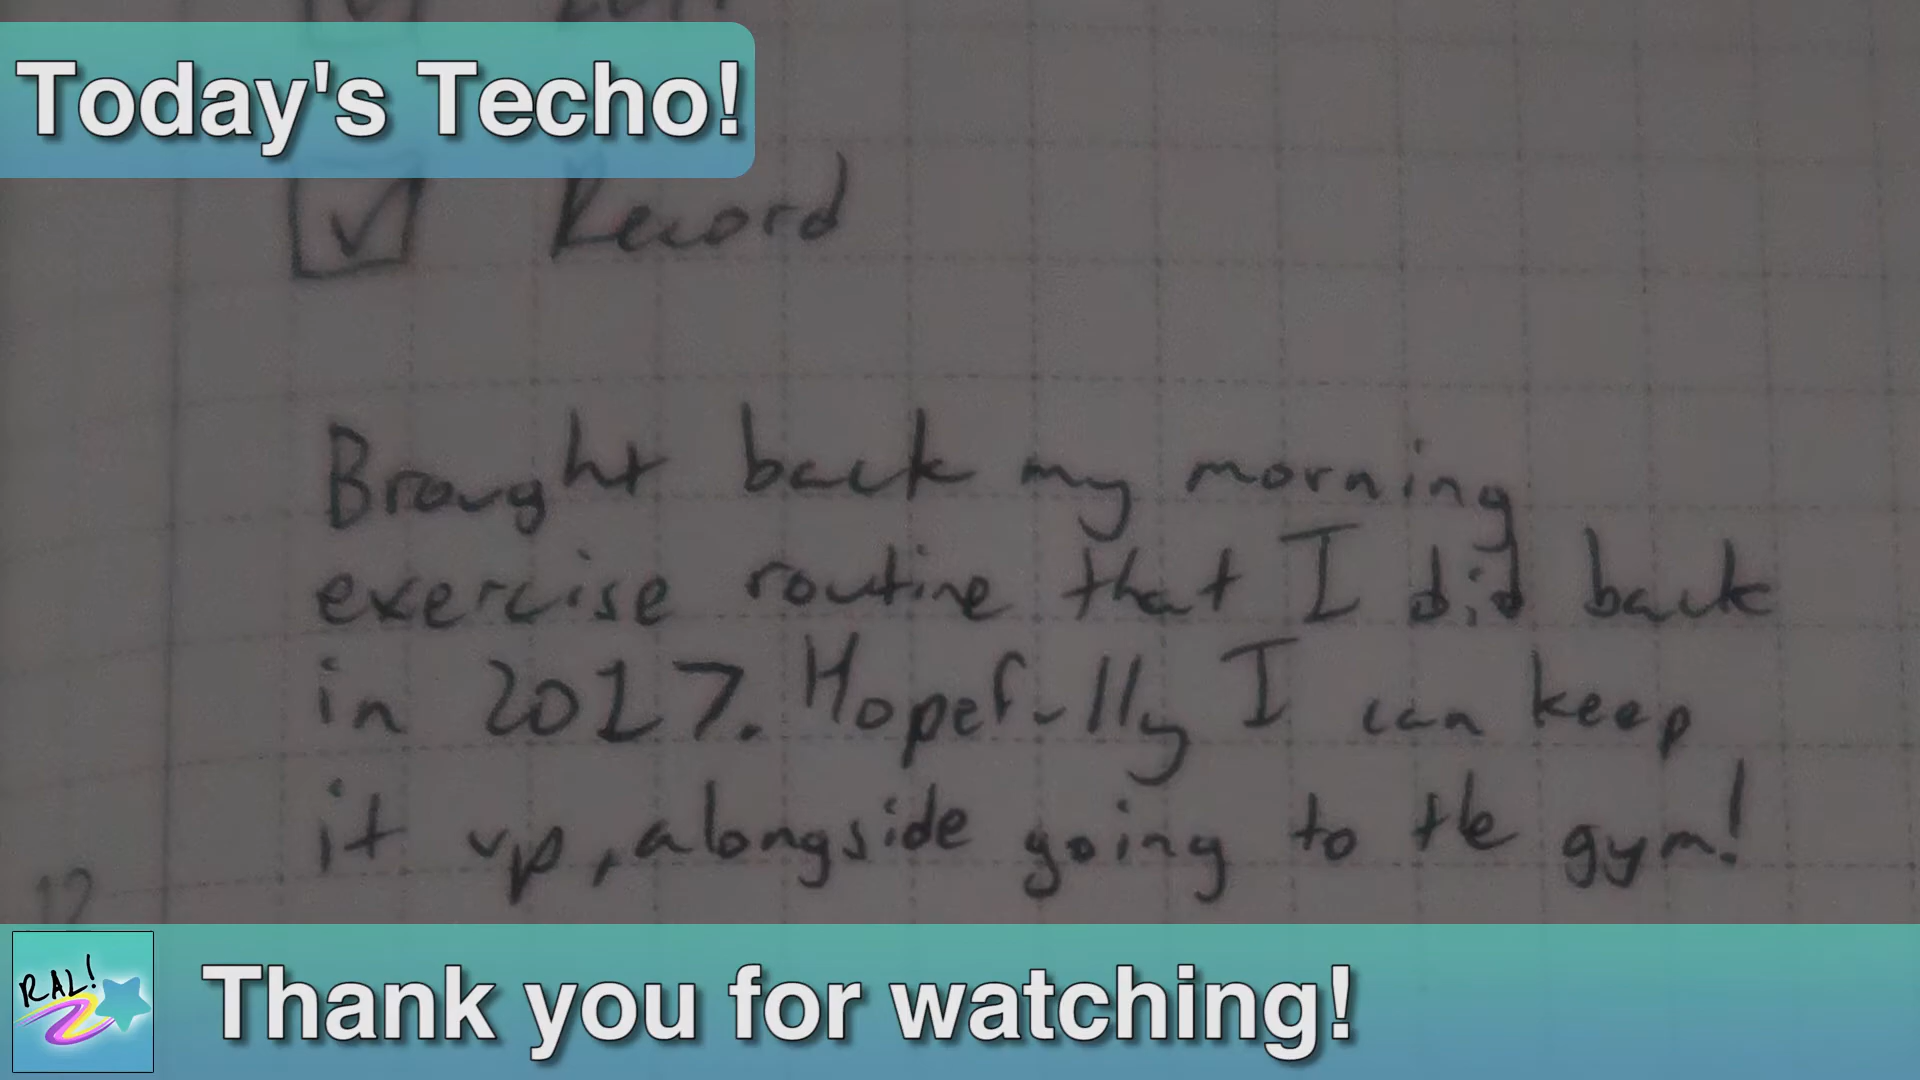 Today's Techo!
Record
Brought back my morning
exercise routine that I did back
in 2017. Hopefully I can keep
it up, alongside going to the gym!
12
RAL!
Thank you for watching!